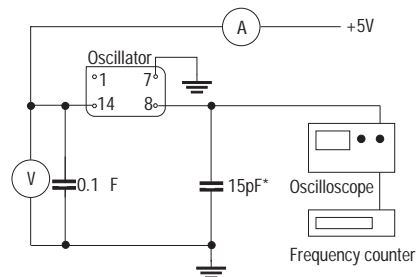 A
+5V
Oscillator
1 7
14 8
V
0.1 F
15pF*
Oscilloscope
Frequency counter